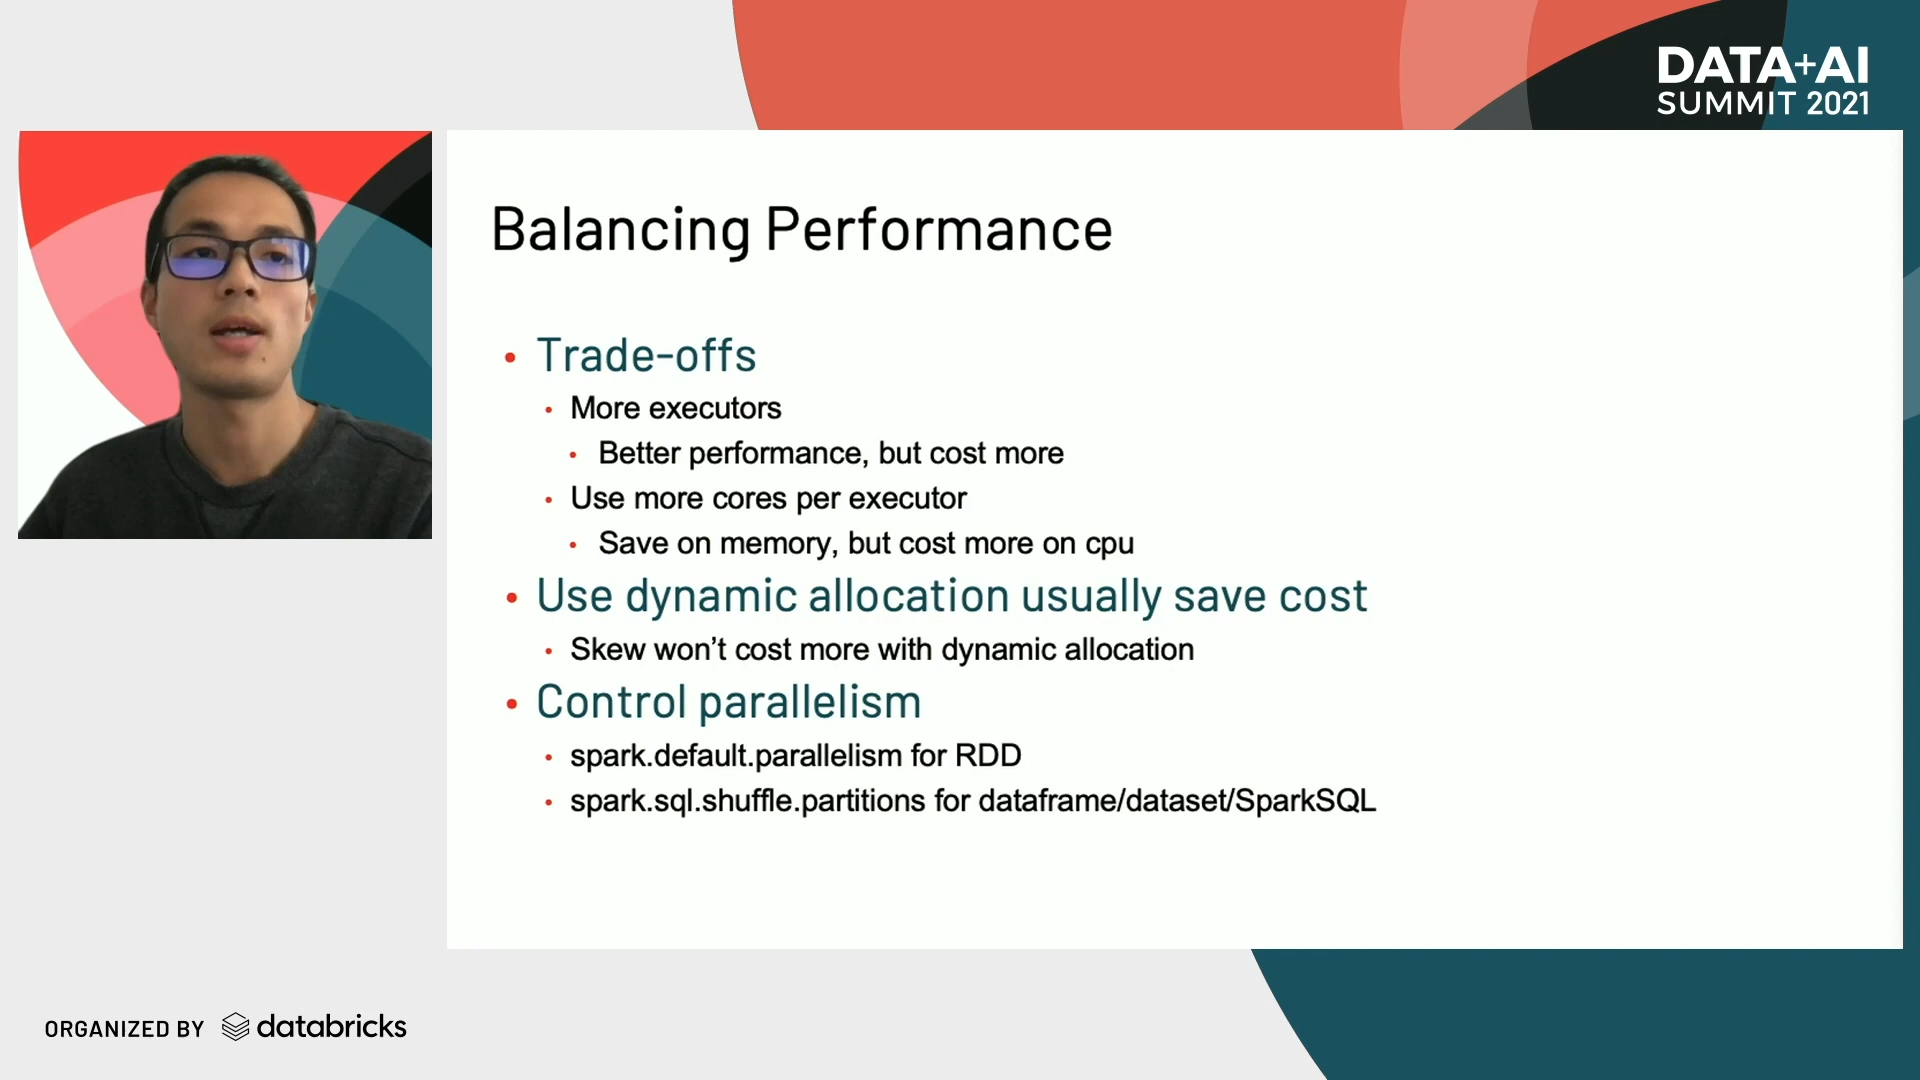 DATA+AI
SUMMIT 2021
Balancing Performance
• Trade-offs
• More executors
• Better performance, but cost more
• Use more cores per executor
• Save on memory, but cost more on cpu
• Use dynamic allocation usually save cost
• Skew won’t cost more with dynamic allocation
• Control parallelism
• spark.default.parallelism for RDD
• spark.sql.shuffle.partitions for dataframe/dataset/SparkSQL
ORGANIZED BY databricks